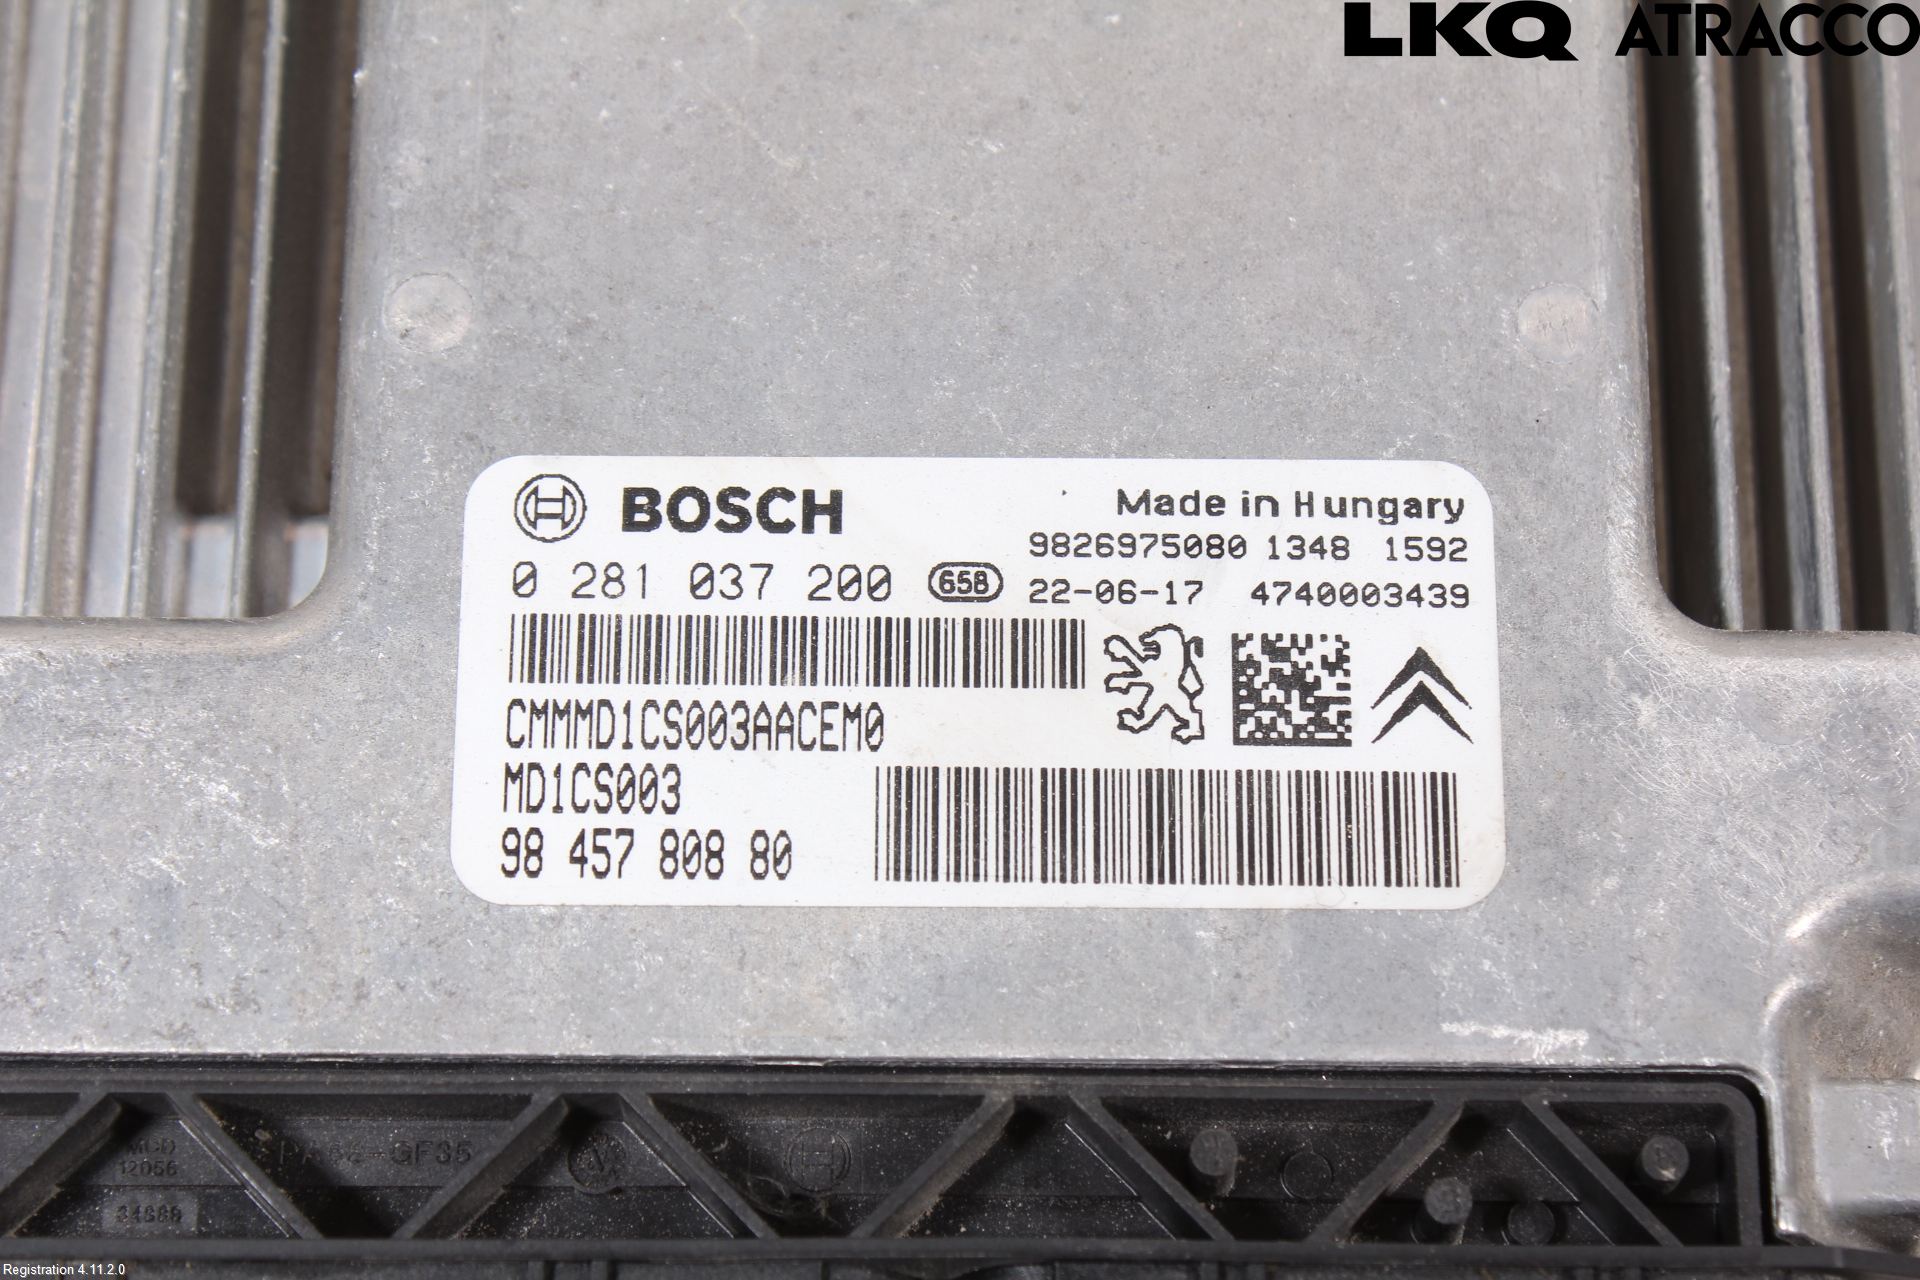 LKQ ATRACCO
BOSCH
Made in Hungary
9826975080 1348 1592
0 281 037 200 658
22-06-17 4740003439
CMMMD1CS003AACEM0
MD1CS003
98 457 808 80
12056
Registration 4.11.2.0